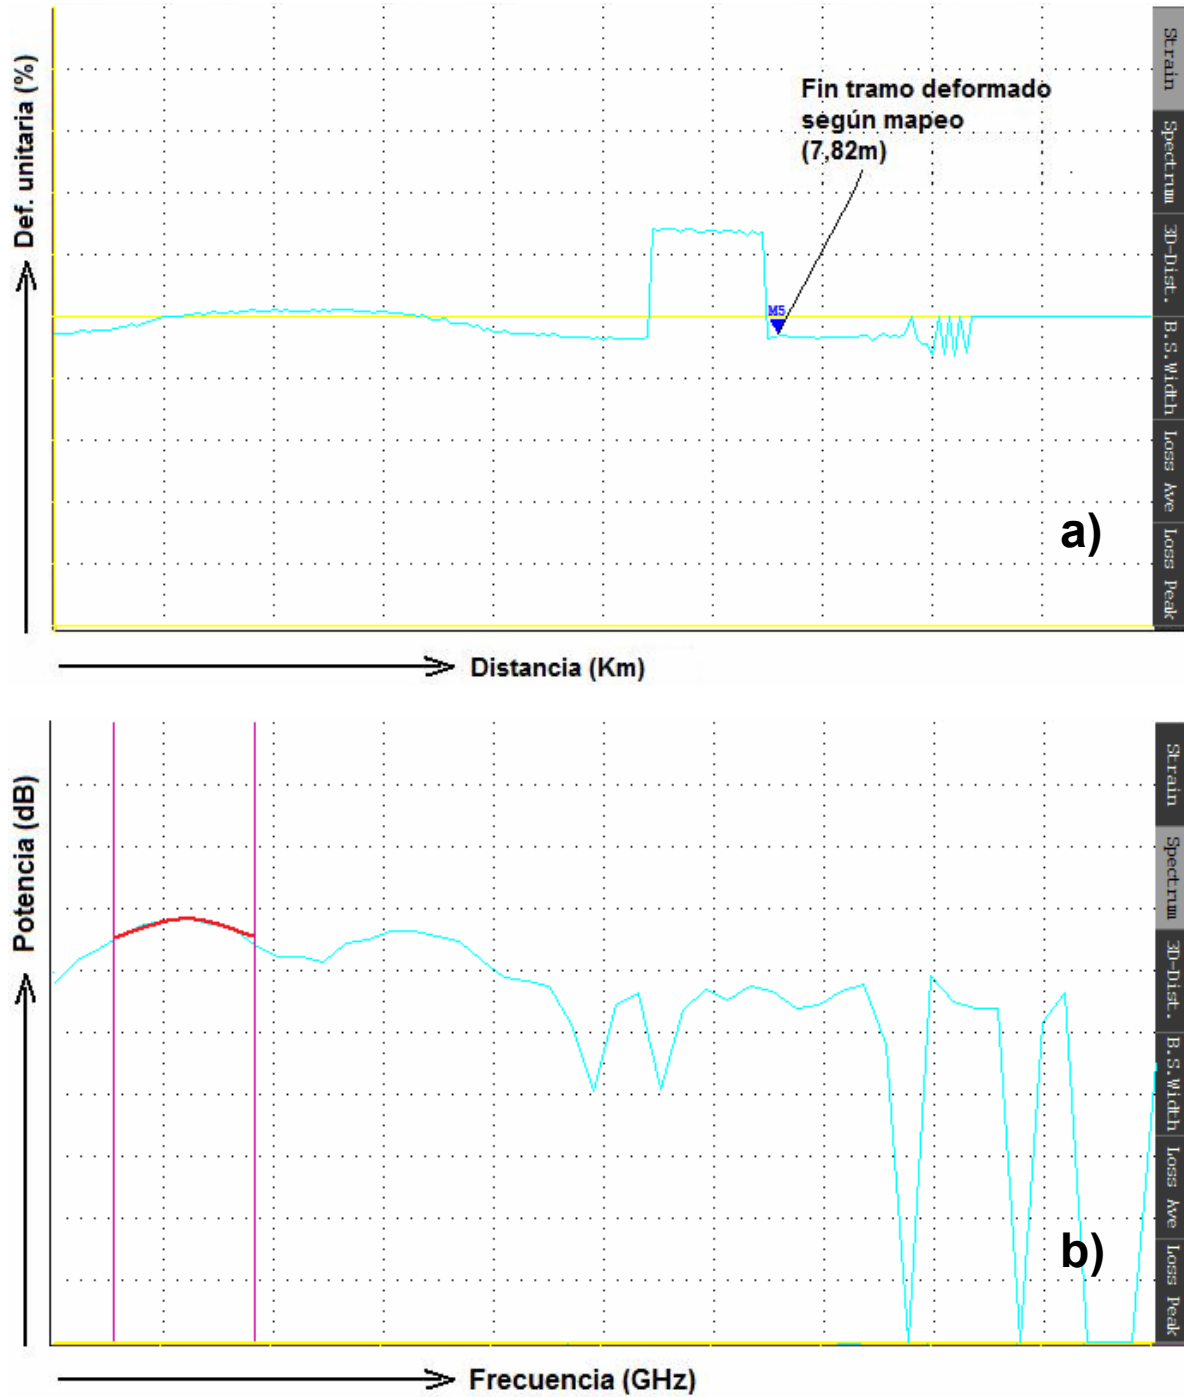 Def. unitaria (%)
Fin tramo deformado
según mapeo
(7,82m)
M5
a)
Distancia (Km)
Strain
Spectrum
3D-Dist.
B.S.Width
Loss Ave
Loss Peak
Potencia (dB)
b)
Frecuencia (GHz)
Strain
Spectrum
3D-Dist.
B.S.Width
Loss Ave
Loss Peak